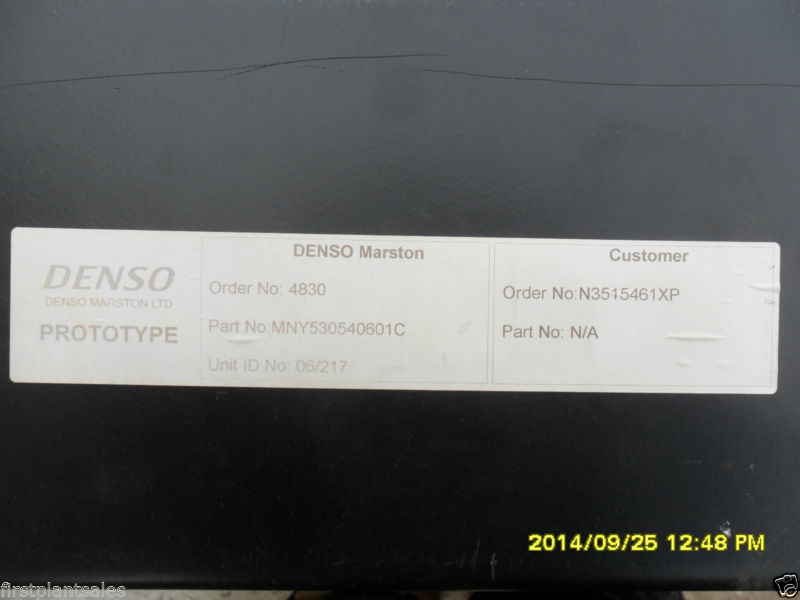 DENSO
DENSO MARSTON LTD
PROTOTYPE
DENSO Marston
Order No: 4830
Part No:MNY530540601C
Unit ID No: 06/217
Customer
Order No:N3515461XP
Part No: N/A
2014/09/25 12:48 PM
firstplantsales